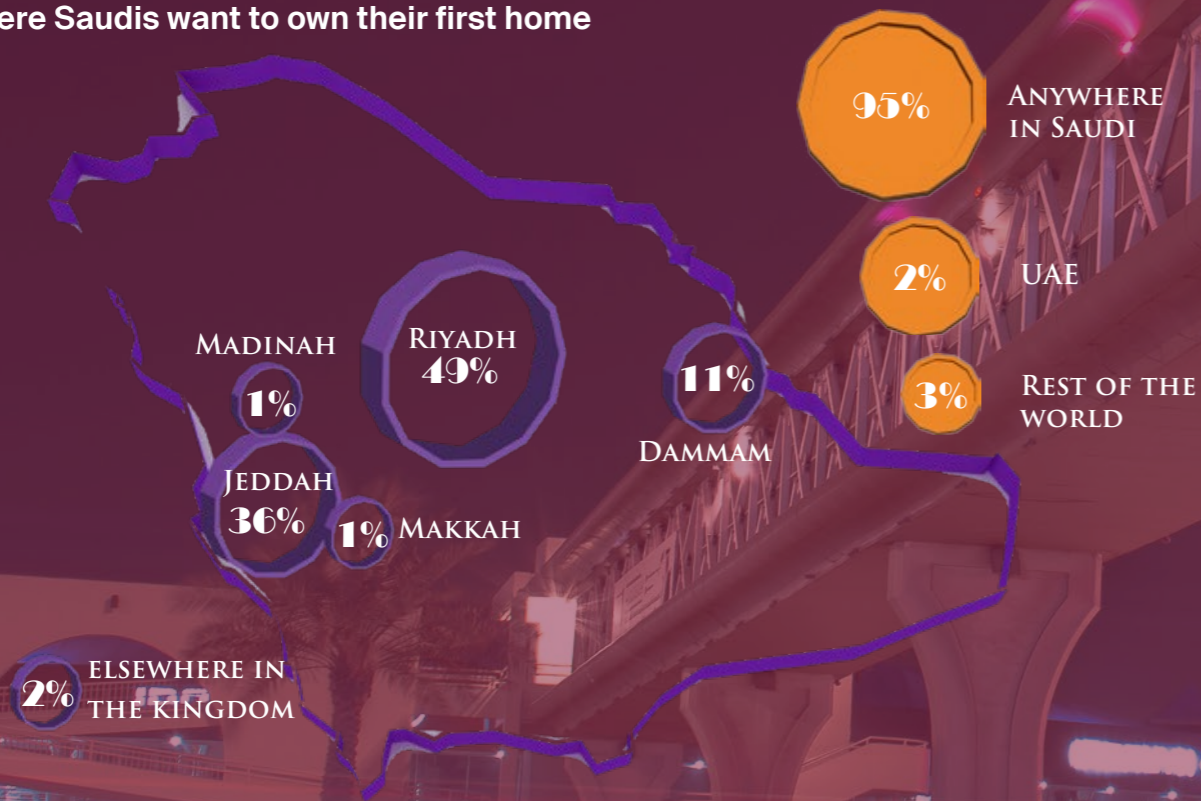 ere Saudis want to own their first home
95%
ANYWHERE
IN SAUDI
2%
UAE
3%
REST OF THE
WORLD
MADINAH
1%
RIYADH
49%
11%
DAMMAM
JEDDAH
36%
1%
MAKKAH
2%
ELSEWHERE IN
THE KINGDOM